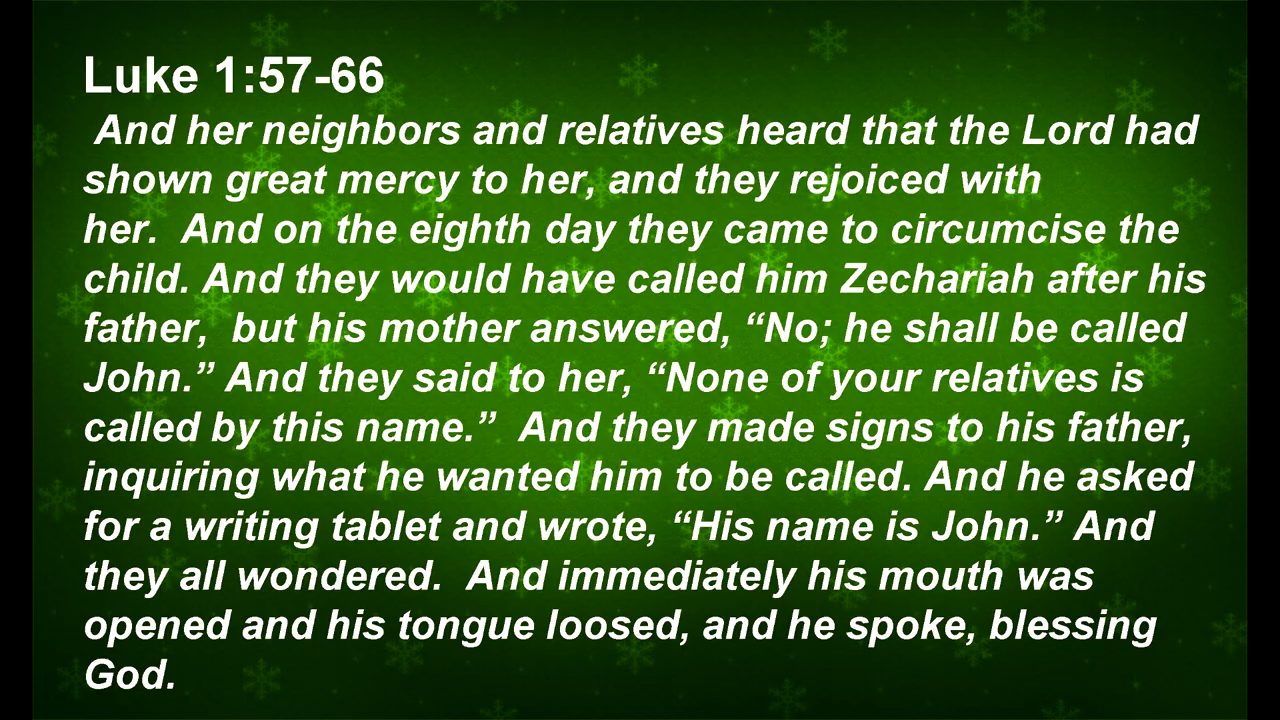 Luke 1:57-66
And her neighbors and relatives heard that the Lord had
shown great mercy to her, and they rejoiced with
her.  And on the eighth day they came to circumcise the
child. And they would have called him Zechariah after his
father,  but his mother answered, “No; he shall be called
John.” And they said to her, “None of your relatives is
called by this name.”  And they made signs to his father,
inquiring what he wanted him to be called. And he asked
for a writing tablet and wrote, “His name is John.” And
they all wondered.  And immediately his mouth was
opened and his tongue loosed, and he spoke, blessing
God.